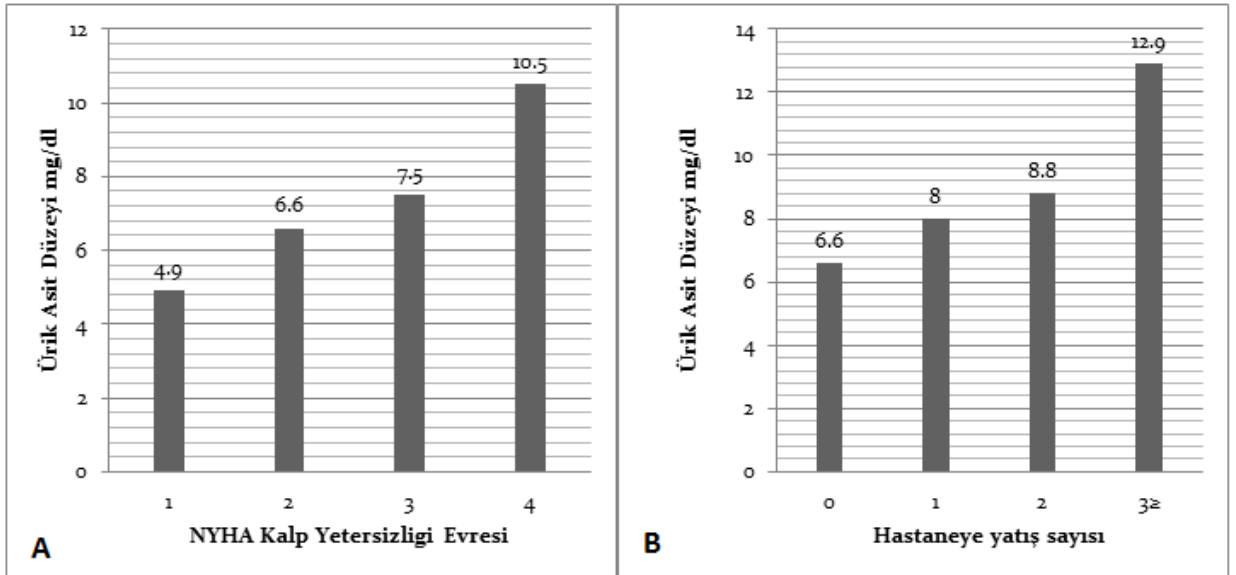 Ürik Asit Düzeyi mg/dl
12
10
8
6
4
2
0
4.9
6.6
7.5
10.5
1 2 3 4
NYHA Kalp Yetersizligi Evresi
A
Ürik Asit Düzeyi mg/dl
14
12
10
8
6
4
2
0
6.6
8
8.8
12.9
0 1 2 3≥
Hastaneye yatış sayısı
B